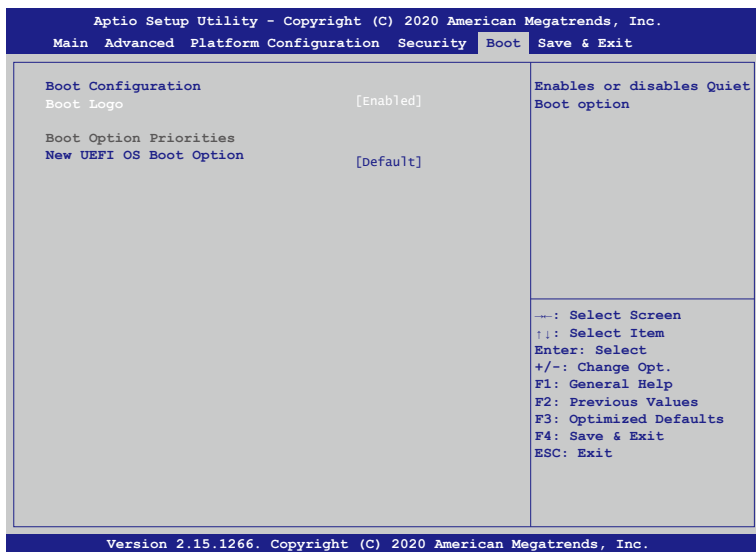 Aptio Setup Utility - Copyright (C) 2020 American Megatrends, Inc.
Main Advanced Platform Configuration Security Boot Save & Exit
Boot Configuration
Boot Logo [Enabled]
Boot Option Priorities
New UEFI OS Boot Option [Default]
Enables or disables Quiet
Boot option
→←: Select Screen
↑↓: Select Item
Enter: Select
+/-: Change Opt.
F1: General Help
F2: Previous Values
F3: Optimized Defaults
F4: Save & Exit
ESC: Exit
Version 2.15.1266. Copyright (C) 2020 American Megatrends, Inc.